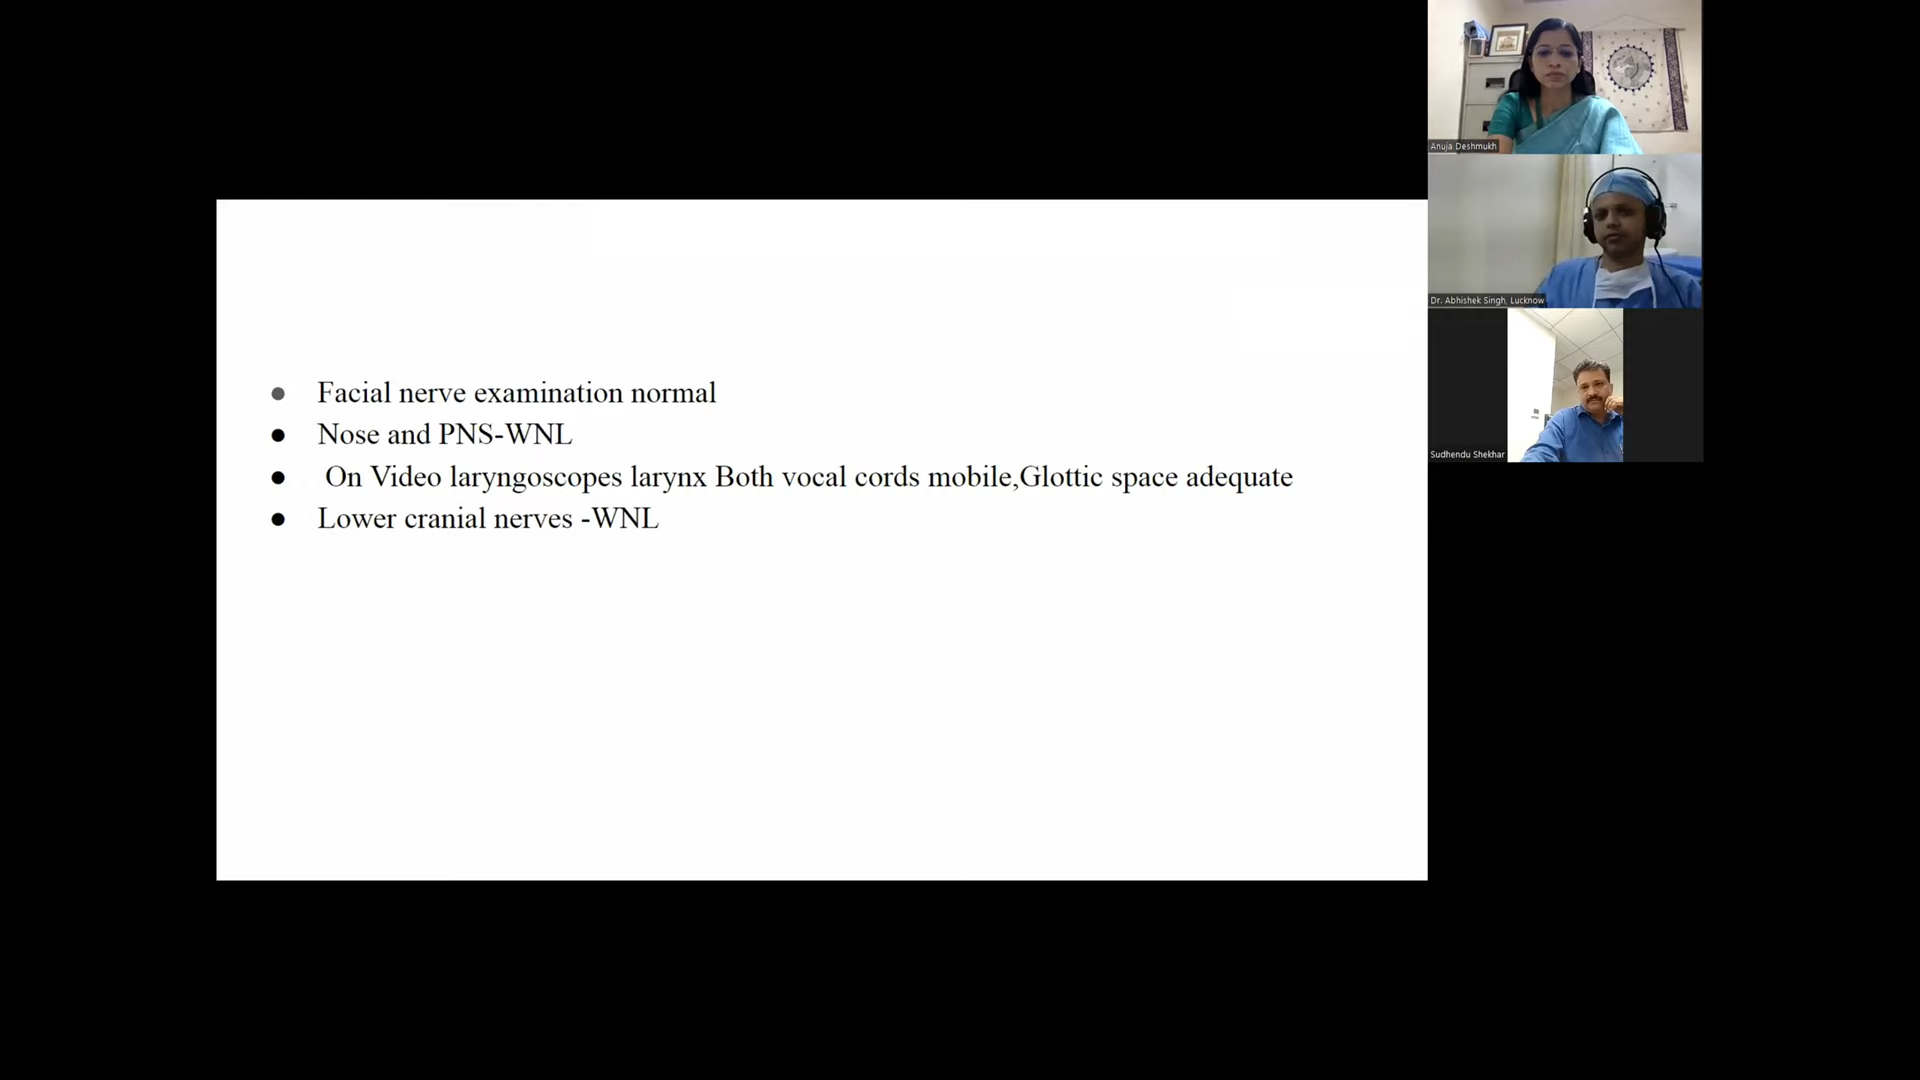 Facial nerve examination normal
Nose and PNS-WNL
On Video laryngoscopes larynx Both vocal cords mobile,Glottic space adequate
Lower cranial nerves -WNL
Anuja Deshmukh
Dr. Abhishek Singh, Lucknow
Sudhendu Shekhar